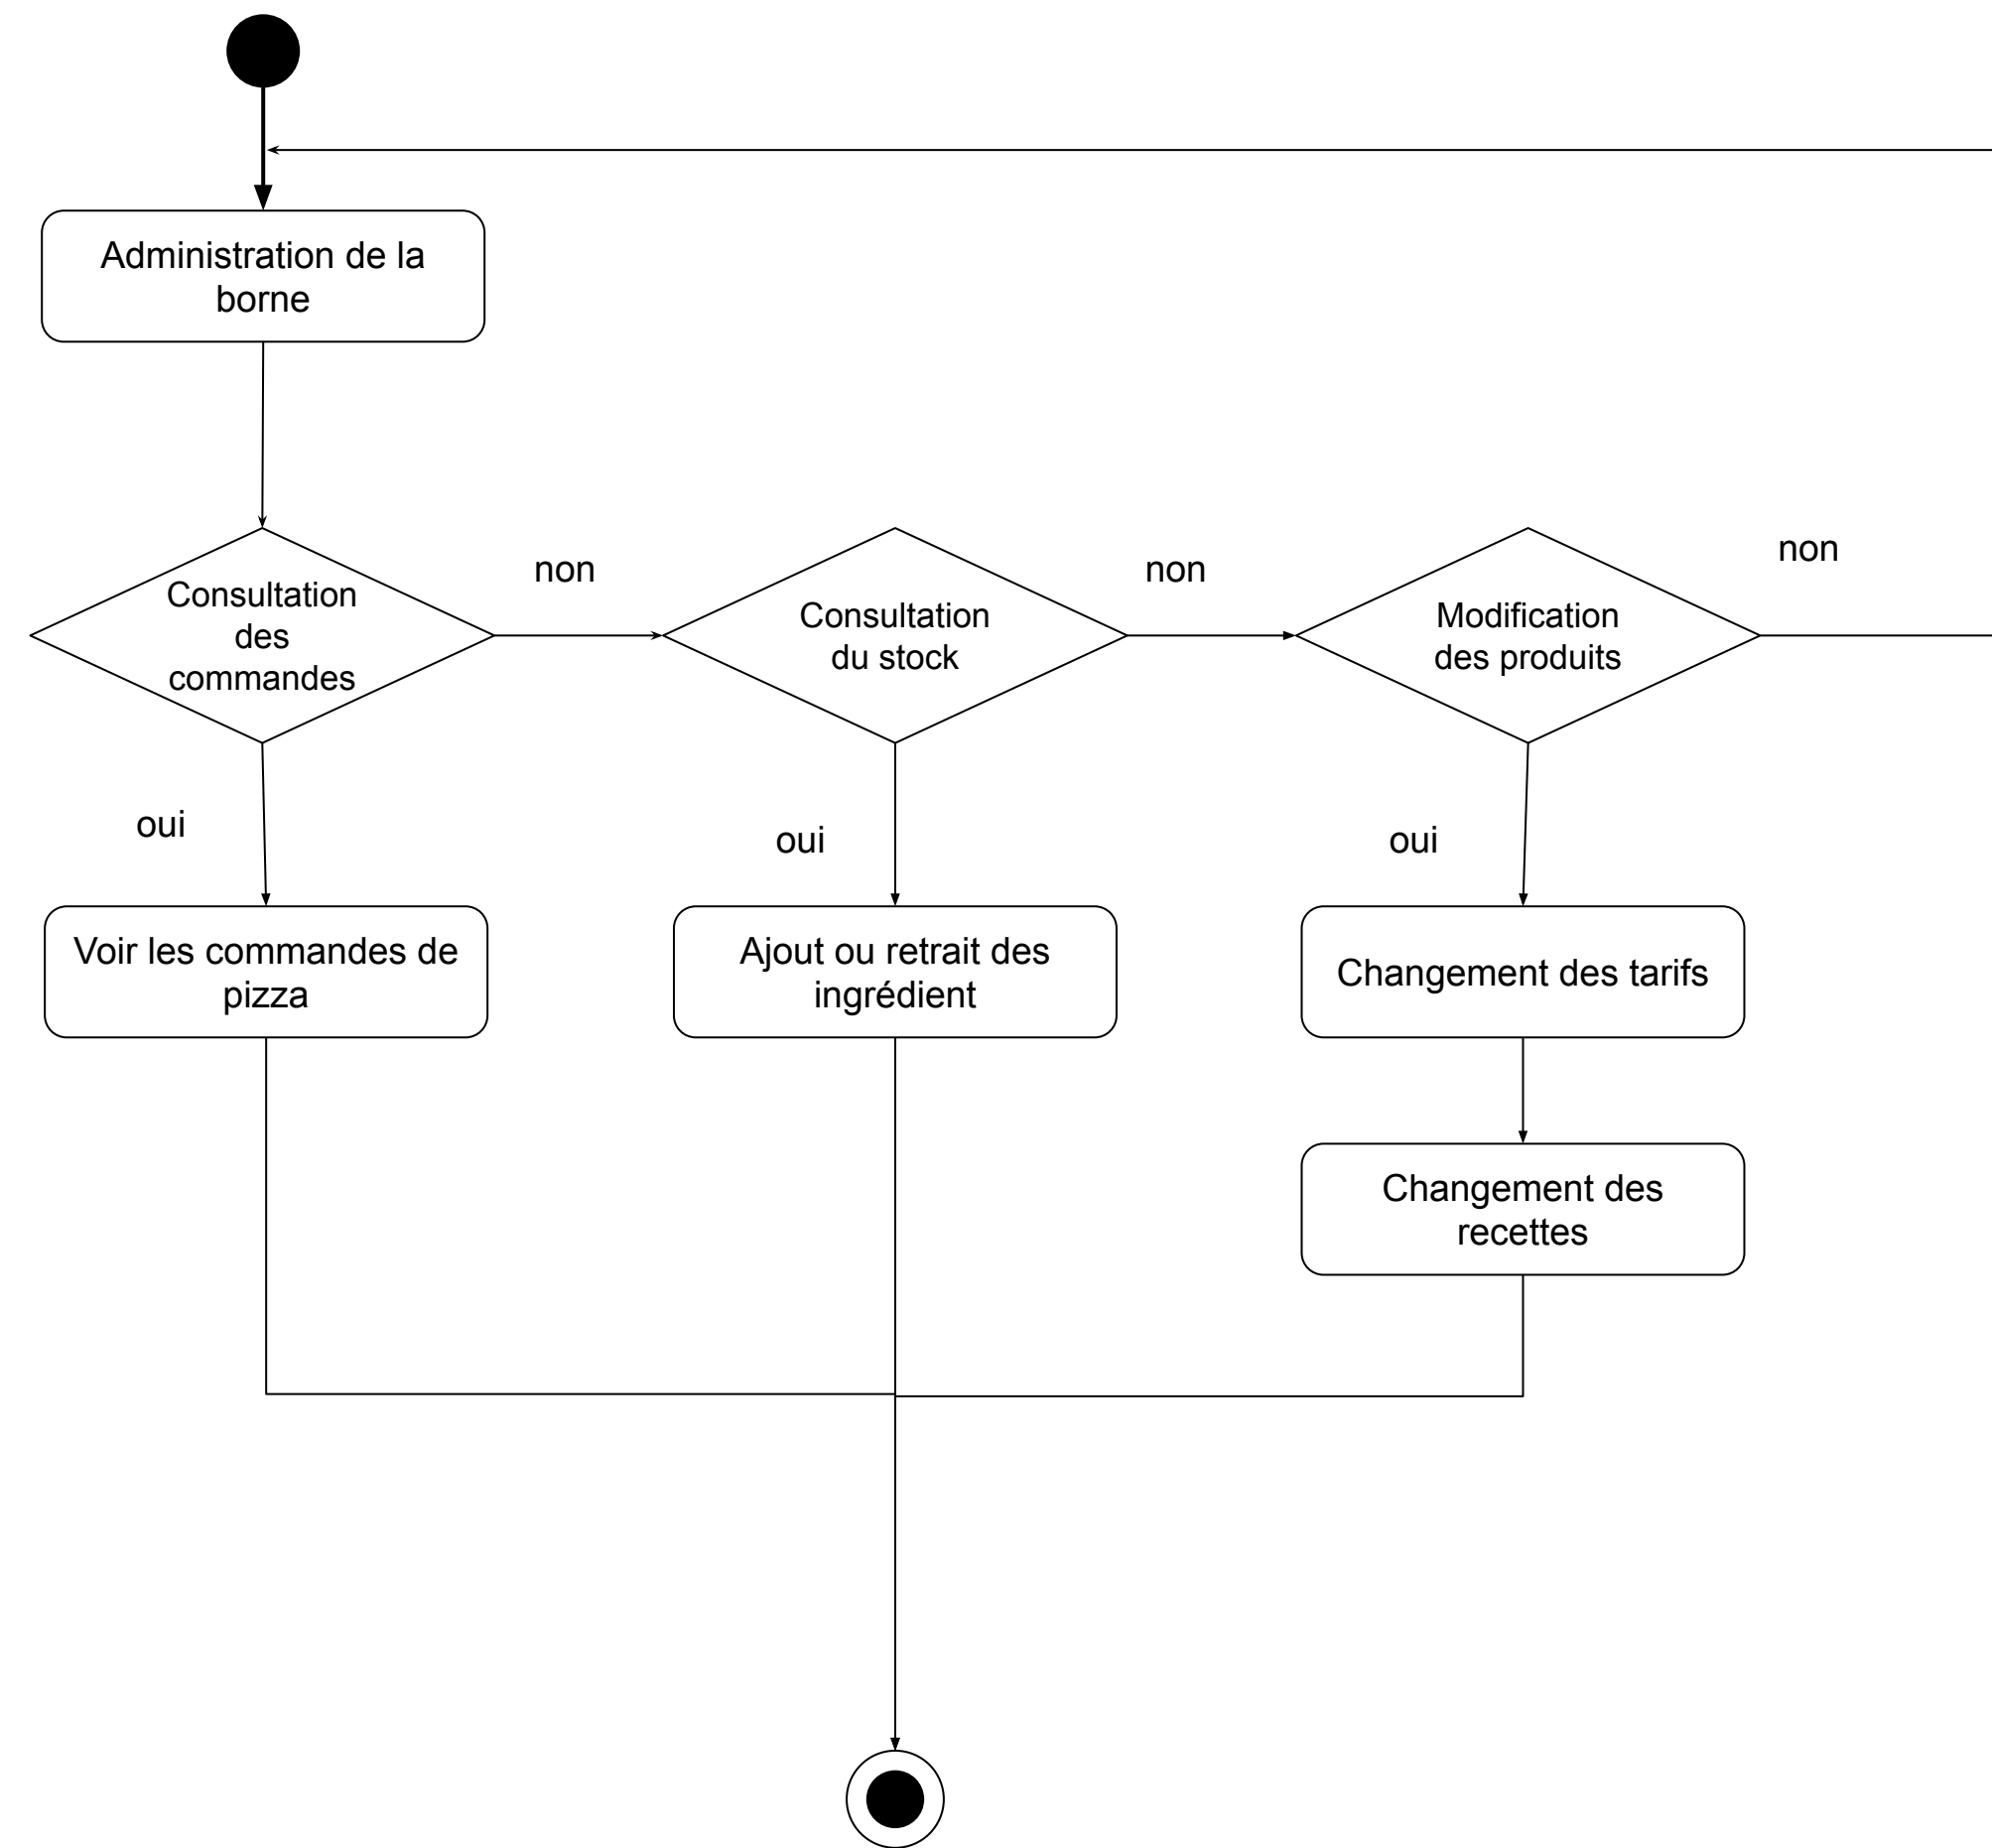 Administration de la
borne
Consultation
des
commandes
non
Consultation
du stock
non
Modification
des produits
non
oui
oui
oui
Voir les commandes de
pizza
Ajout ou retrait des
ingrédient
Changement des tarifs
Changement des
recettes